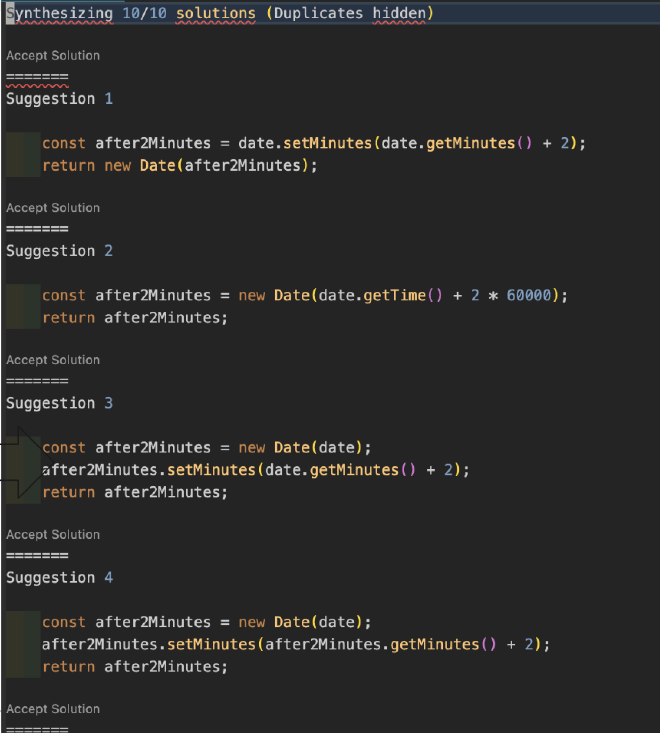 Synthesizing 10/10 solutions (Duplicates hidden)
Accept Solution
=======
Suggestion 1
const after2Minutes = date.setMinutes(date.getMinutes() + 2);
return new Date(after2Minutes);
Accept Solution
=======
Suggestion 2
const after2Minutes = new Date(date.getTime() + 2 * 60000);
return after2Minutes;
Accept Solution
=======
Suggestion 3
const after2Minutes = new Date(date);
after2Minutes.setMinutes(date.getMinutes() + 2);
return after2Minutes;
Accept Solution
=======
Suggestion 4
const after2Minutes = new Date(date);
after2Minutes.setMinutes(after2Minutes.getMinutes() + 2);
return after2Minutes;
Accept Solution
=======